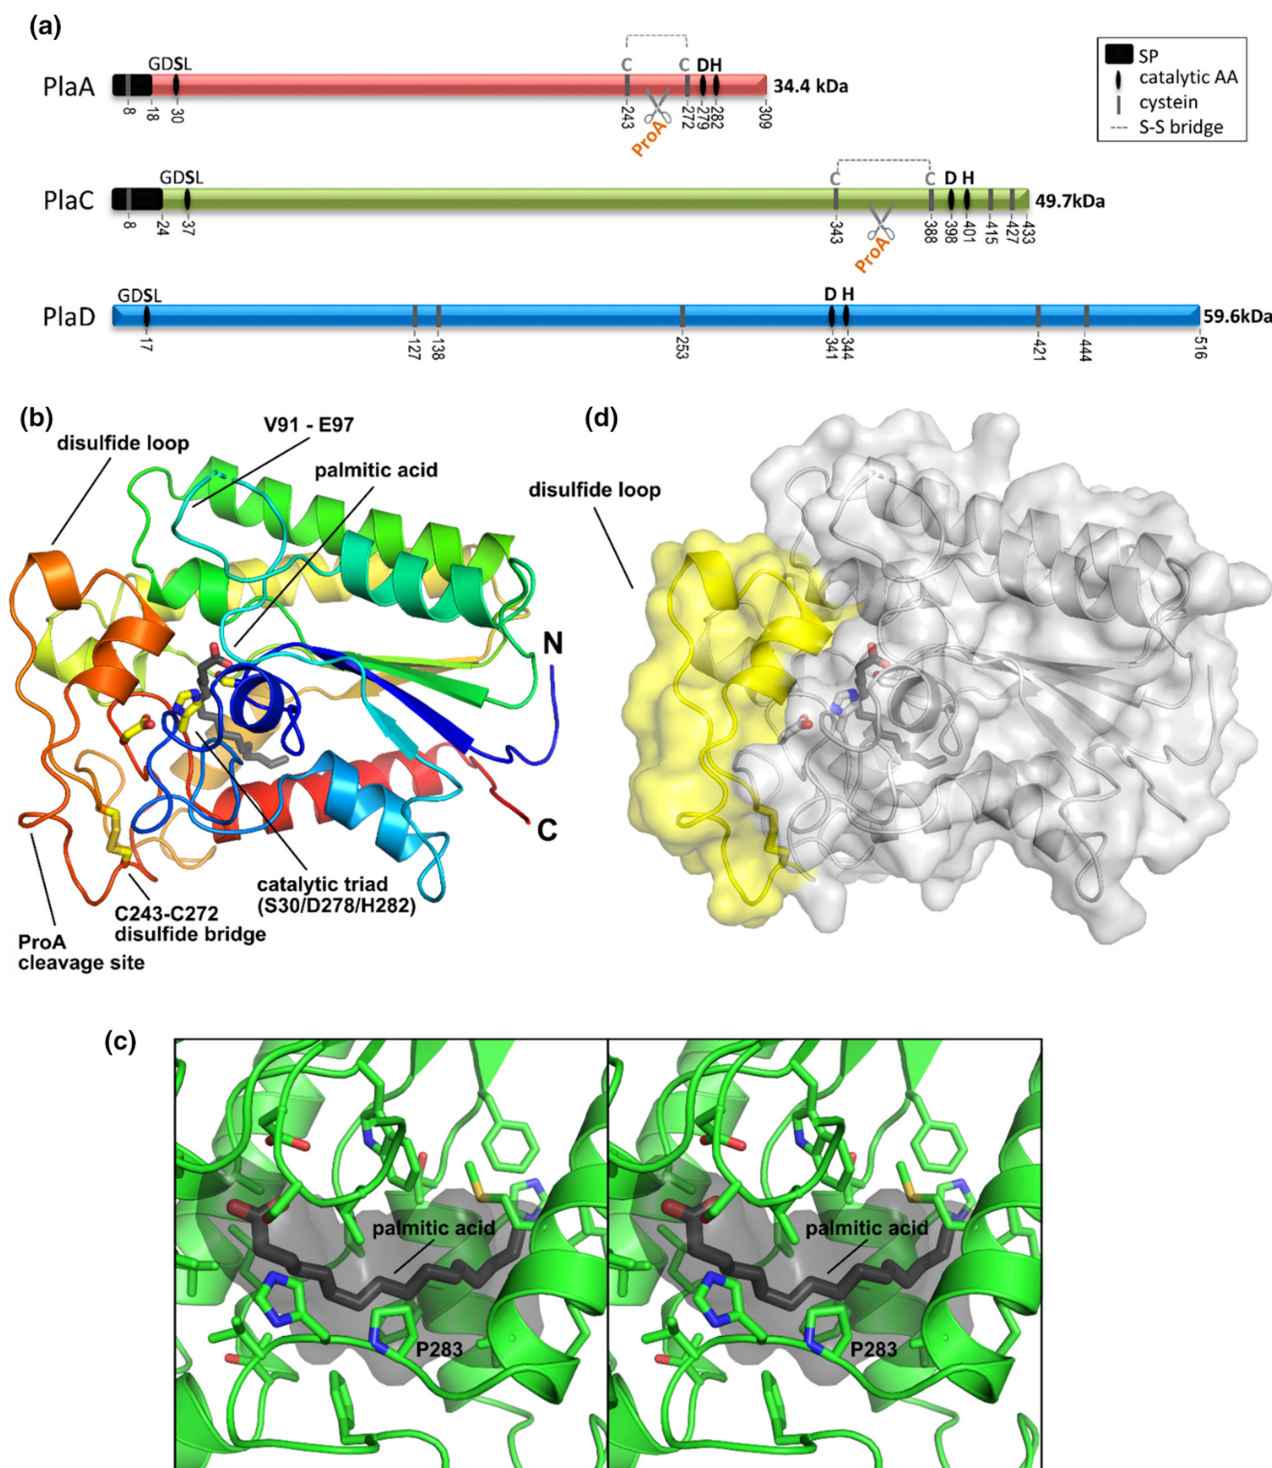 (a)
SP
catalytic AA
cystein
S-S bridge
GDSL
C C DH
PlaA
34.4 kDa
8 18 30 243 272 279 282 309
ProA
GDSL
C C D H
PlaC
49.7kDa
8 24 37 343 388 398 401 415 427 433
ProA
GDSL
D H
PlaD
59.6kDa
17 127 138 253 341 344 421 444 516
(b)
V91 - E97
disulfide loop
palmitic acid
N
C
catalytic triad
(S30/D278/H282)
C243-C272
disulfide bridge
ProA
cleavage site
(d)
disulfide loop
(c)
palmitic acid
P283
palmitic acid
P283